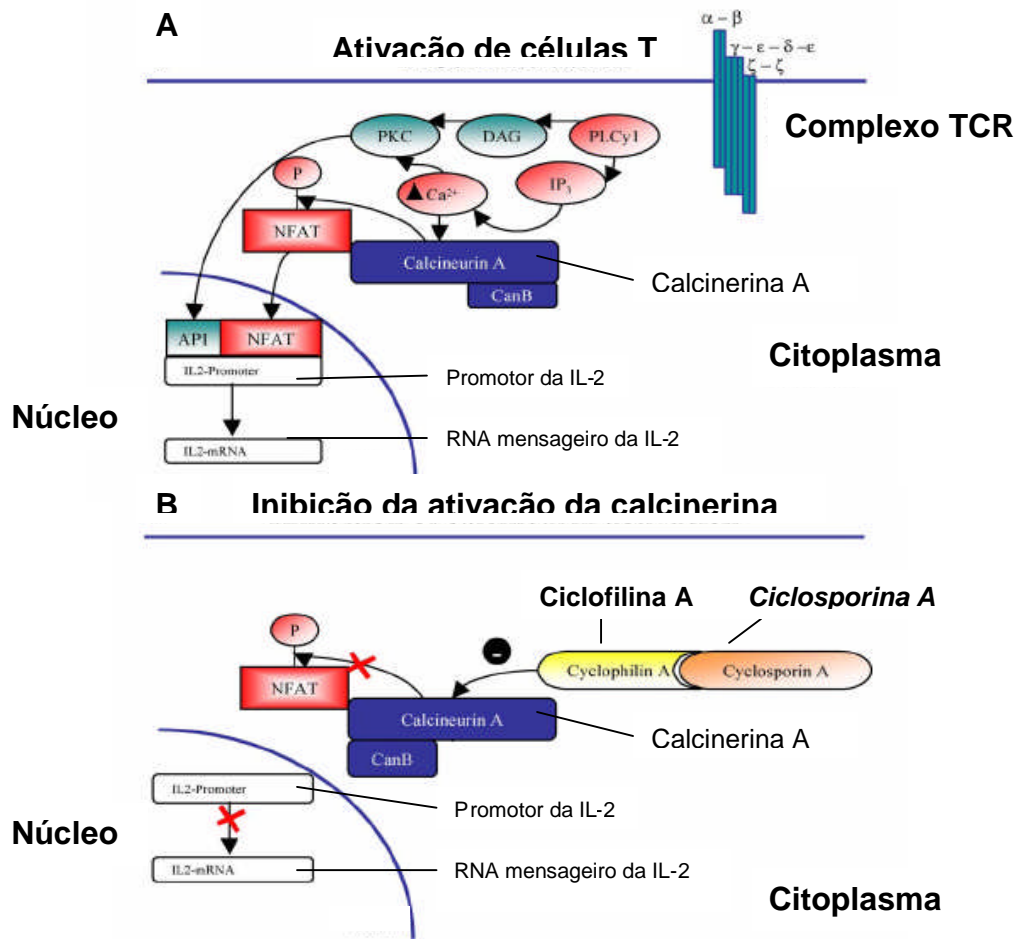 A
Ativação de células T
α – β
γ – ε – δ –ε
ζ – ζ
Complexo TCR
PKC
DAG
PLCγ1
P
Ca²⁺
IP₃
NFAT
Calcineurin A
Calcinerina A
CanB
API
NFAT
Citoplasma
IL2-Promoter
Promotor da IL-2
Núcleo
IL2-mRNA
RNA mensageiro da IL-2
B
Inibição da ativação da calcinerina
Ciclofilina A
Ciclosporina A
P
-
Cyclophilin A
Cyclosporin A
NFAT
Calcineurin A
Calcinerina A
CanB
IL2-Promoter
Promotor da IL-2
Núcleo
IL2-mRNA
RNA mensageiro da IL-2
Citoplasma